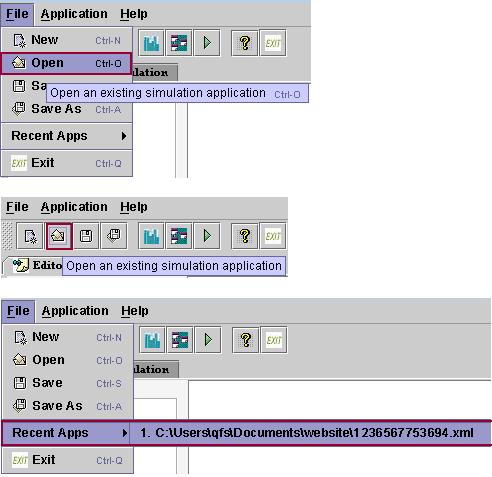 File Application Help
New Ctrl-N
EXIT
Open Ctrl-O
ulation
Sa
Open an existing simulation application Ctrl-O
Save As Ctrl-A
Recent Apps
EXIT Exit Ctrl-Q
File Application Help
EXIT
Edito
Open an existing simulation application
File Application Help
New Ctrl-N
EXIT
Open Ctrl-O
ulation
Save Ctrl-S
Save As Ctrl-A
Recent Apps 1. C:\Users\qfs\Documents\website\1236567753694.xml
EXIT Exit Ctrl-Q